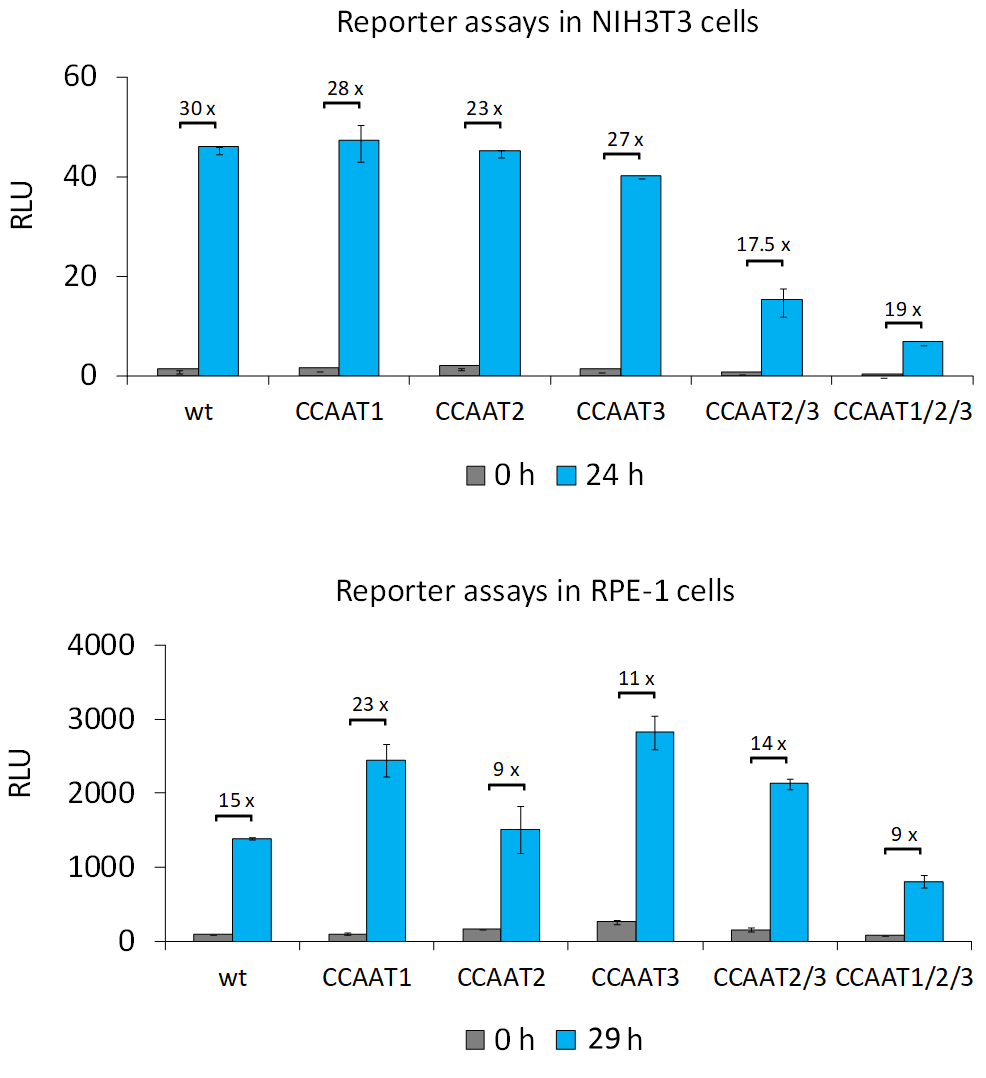 Reporter assays in NIH3T3 cells
60
40
20
0
RLU
30 x
28 x
23 x
27 x
17.5 x
19 x
wt CCAAT1 CCAAT2 CCAAT3 CCAAT2/3 CCAAT1/2/3
0 h 24 h
Reporter assays in RPE-1 cells
4000
3000
2000
1000
0
RLU
15 x
23 x
9 x
11 x
14 x
9 x
wt CCAAT1 CCAAT2 CCAAT3 CCAAT2/3 CCAAT1/2/3
0 h 29 h